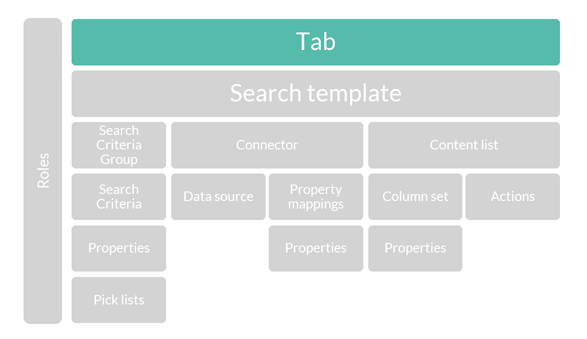 Tab
Search template
Roles
Search
Criteria
Group
Connector
Content list
Search
Criteria
Data source
Property
mappings
Column set
Actions
Properties
Properties
Properties
Pick lists